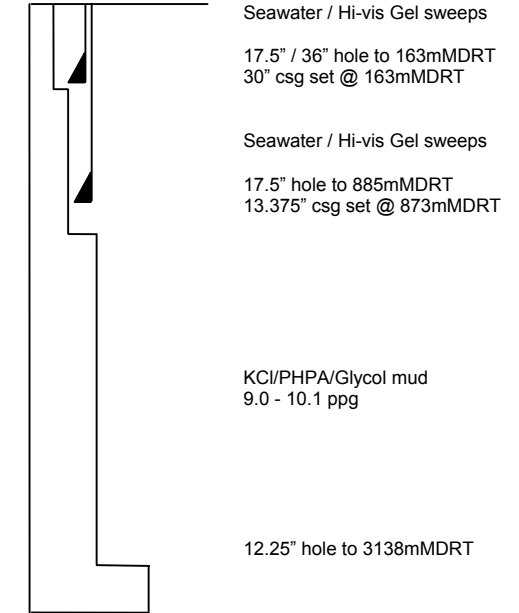 Seawater / Hi-vis Gel sweeps
17.5” / 36” hole to 163mMDRT
30” csg set @ 163mMDRT
Seawater / Hi-vis Gel sweeps
17.5” hole to 885mMDRT
13.375” csg set @ 873mMDRT
KCl/PHPA/Glycol mud
9.0 - 10.1 ppg
12.25” hole to 3138mMDRT